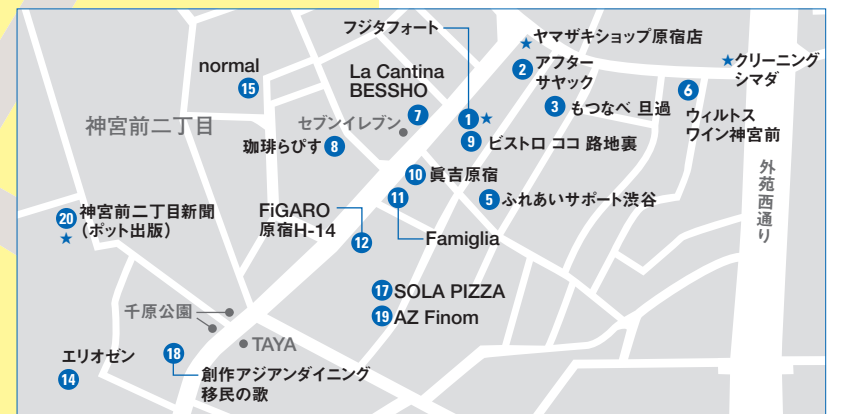 フジタフォート
★ヤマザキショップ原宿店
2 アフター
サヤック
★クリーニング
シマダ
normal
15
La Cantina
BESSHO
7
セブンイレブン
1 ★
3 もつなべ 旦過
6
ウィルトス
ワイン神宮前
神宮前二丁目
珈琲らぴす 8
9 ビストロ ココ 路地裏
外苑西通り
10 眞吉原宿
11
5 ふれあいサポート渋谷
20 神宮前二丁目新聞
(ポット出版)
★
FiGARO
原宿H-14
12
Famiglia
17 SOLA PIZZA
19 AZ Finom
千原公園
TAYA
エリオゼン
14
18
創作アジアンダイニング
移民の歌